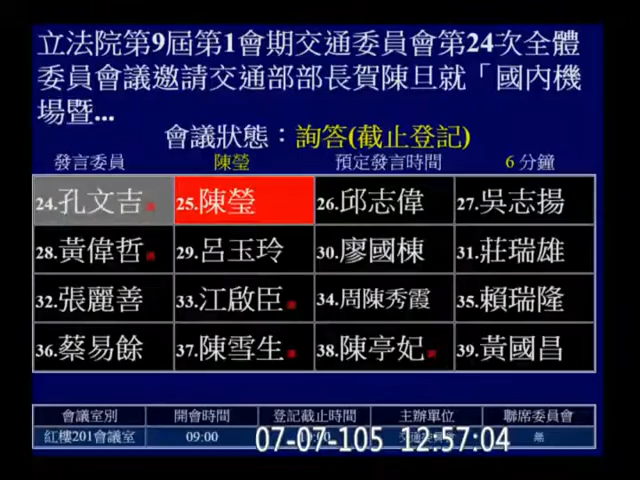 立法院第9屆第1會期交通委員會第24次全體
委員會議邀請交通部部長賀陳旦就「國內機
場暨...
會議狀態：詢答(截止登記)
發言委員 陳瑩 預定發言時間 6 分鐘
24.孔文吉 25.陳瑩 26.邱志偉 27.吳志揚
28.黃偉哲 29.呂玉玲 30.廖國棟 31.莊瑞雄
32.張麗善 33.江啟臣 34.周陳秀霞 35.賴瑞隆
36.蔡易餘 37.陳雪生 38.陳亭妃 39.黃國昌
會議室別 開會時間 登記截止時間 主辦單位 聯席委員會
紅樓201會議室 09:00 無
07-07-105 12:57:04